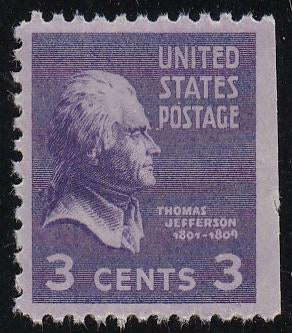 UNITED
STATES
POSTAGE
THOMAS
JEFFERSON
1801-1809
3 CENTS 3